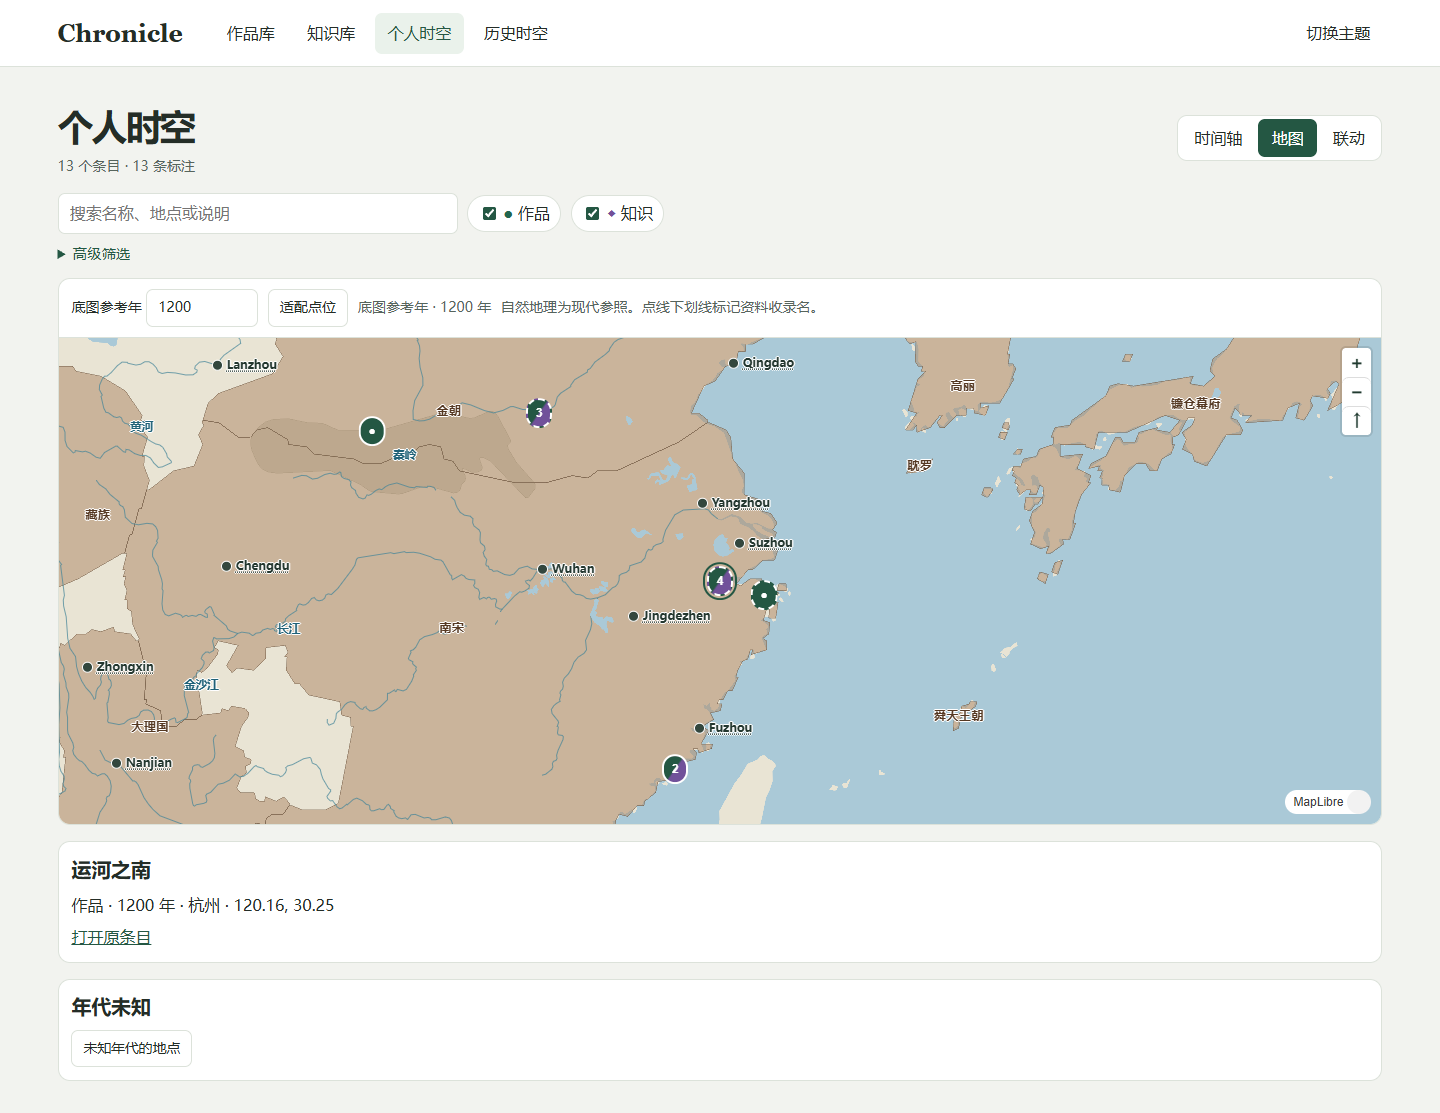 Chronicle 作品库 知识库 个人时空 历史时空 切换主题
个人时空
13 个条目 · 13 条标注
时间轴 地图 联动
搜索名称、地点或说明 作品 知识
高级筛选
底图参考年 1200 适配点位 底图参考年 · 1200 年 自然地理为现代参照。点线下划线标记资料收录名。
Lanzhou
Qingdao
高丽
金朝
3
镰仓幕府
黄河
秦岭
耽罗
藏族
Yangzhou
Suzhou
Chengdu
Wuhan
4
Jingdezhen
长江
南宋
Zhongxin
金沙江
大理国
舜天王朝
Fuzhou
Nanjian
2
MapLibre
运河之南
作品 · 1200 年 · 杭州 · 120.16, 30.25
打开原条目
年代未知
未知年代的地点